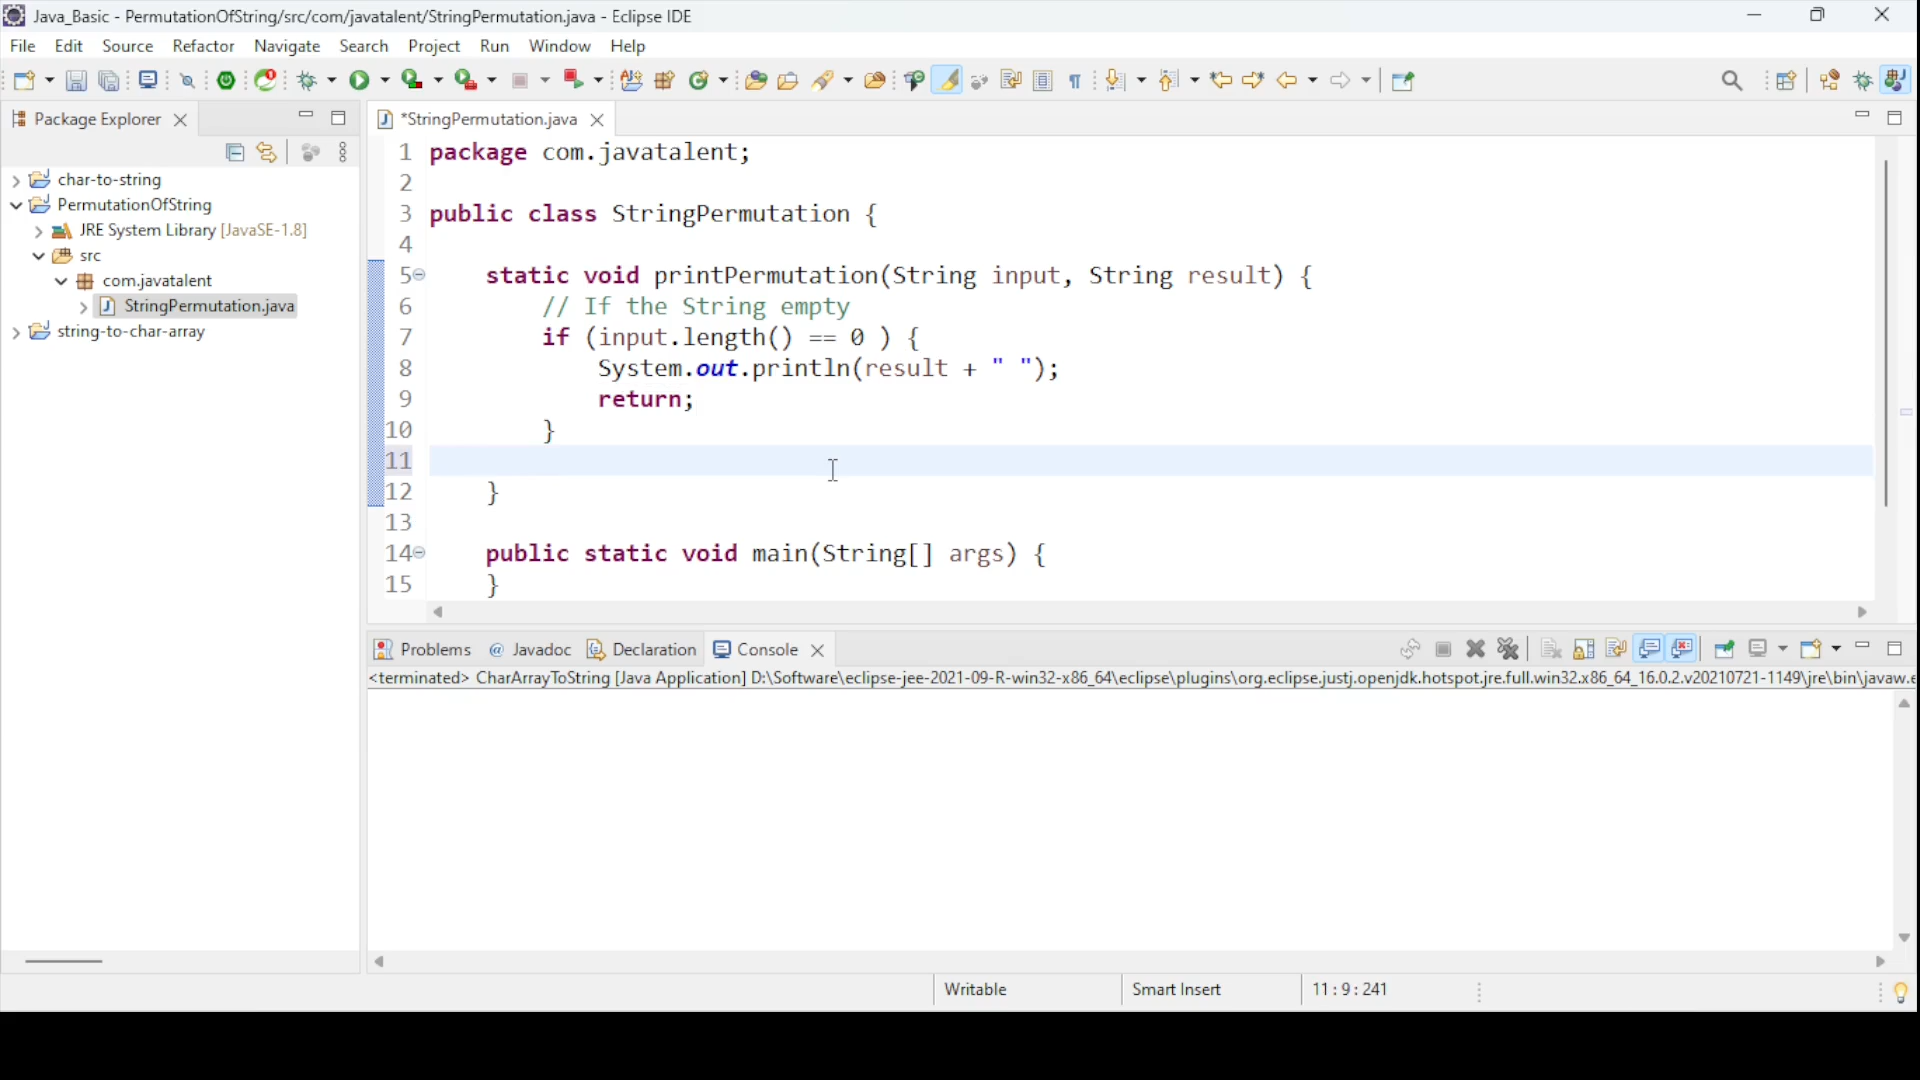 Java_Basic - PermutationOfString/src/com/javatalent/StringPermutation.java - Eclipse IDE
File Edit Source Refactor Navigate Search Project Run Window Help
Package Explorer
*StringPermutation.java
char-to-string
PermutationOfString
JRE System Library [JavaSE-1.8]
src
com.javatalent
StringPermutation.java
string-to-char-array
1 package com.javatalent;
2
3 public class StringPermutation {
4
5 static void printPermutation(String input, String result) {
6 // If the String empty
7 if (input.length() == 0 ) {
8 System.out.println(result + " ");
9 return;
10 }
11
12 }
13
14 public static void main(String[] args) {
15 }
Problems @ Javadoc Declaration Console
<terminated> CharArrayToString [Java Application] D:\Software\eclipse-jee-2021-09-R-win32-x86_64\eclipse\plugins\org.eclipse.justj.openjdk.hotspot.jre.full.win32.x86_64_16.0.2.v20210721-1149\jre\bin\javaw.e
Writable Smart Insert 11 : 9 : 241